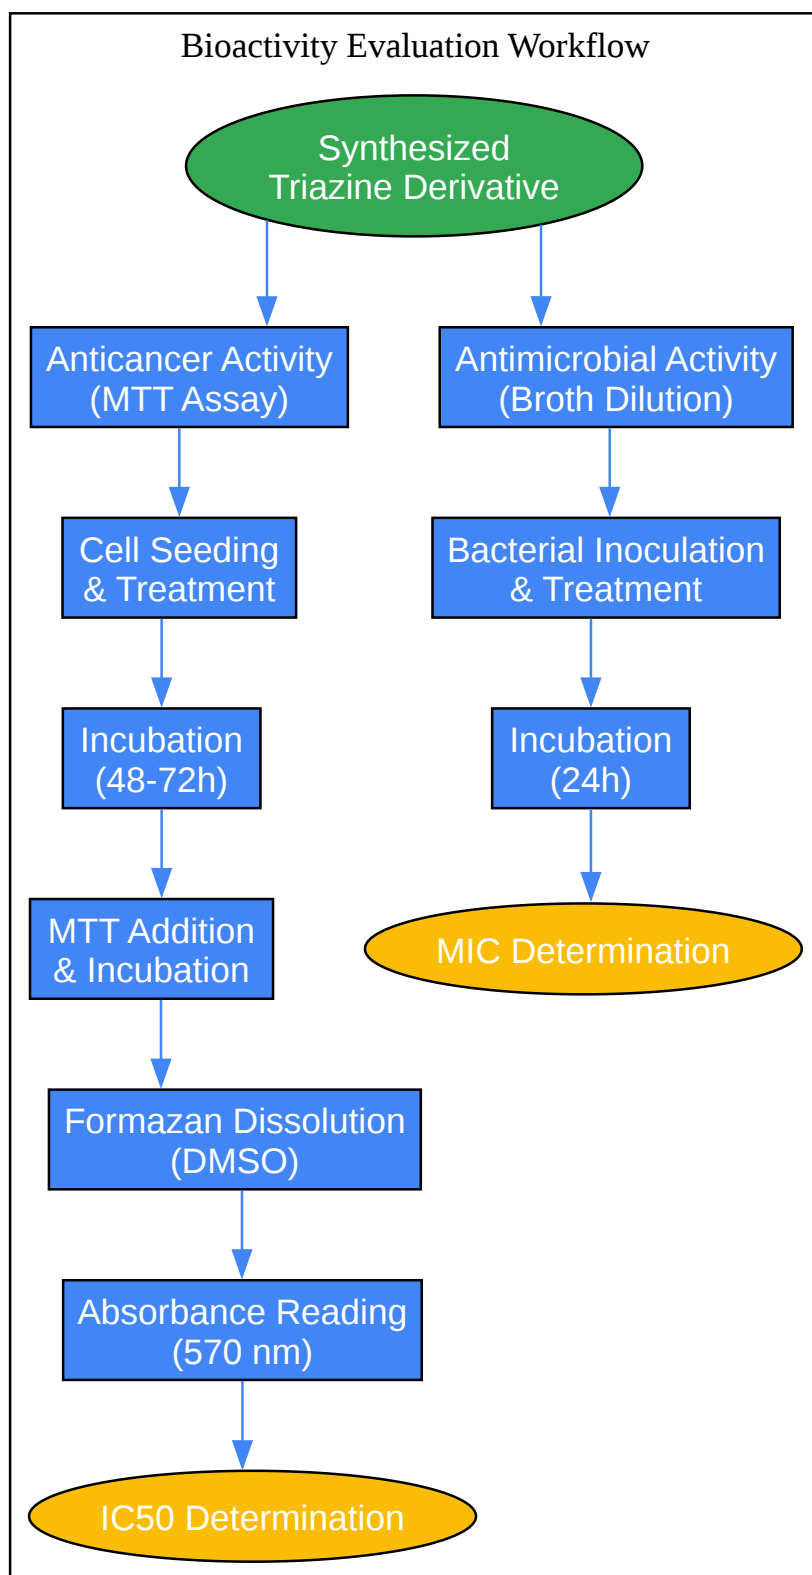 Bioactivity Evaluation Workflow
Synthesized
Triazine Derivative
Anticancer Activity
(MTT Assay)
Antimicrobial Activity
(Broth Dilution)
Cell Seeding
& Treatment
Bacterial Inoculation
& Treatment
Incubation
(48-72h)
Incubation
(24h)
MTT Addition
& Incubation
MIC Determination
Formazan Dissolution
(DMSO)
Absorbance Reading
(570 nm)
IC50 Determination